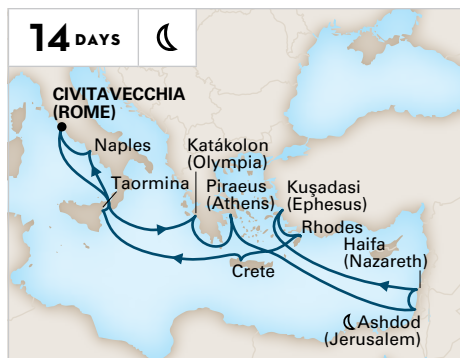 14 DAYS
CIVITAVECCHIA
(ROME)
Naples
Taormina
Katákolon
(Olympia)
Piraeus
(Athens)
Kuşadasi
(Ephesus)
Rhodes
Haifa
(Nazareth)
Crete
Ashdod
(Jerusalem)